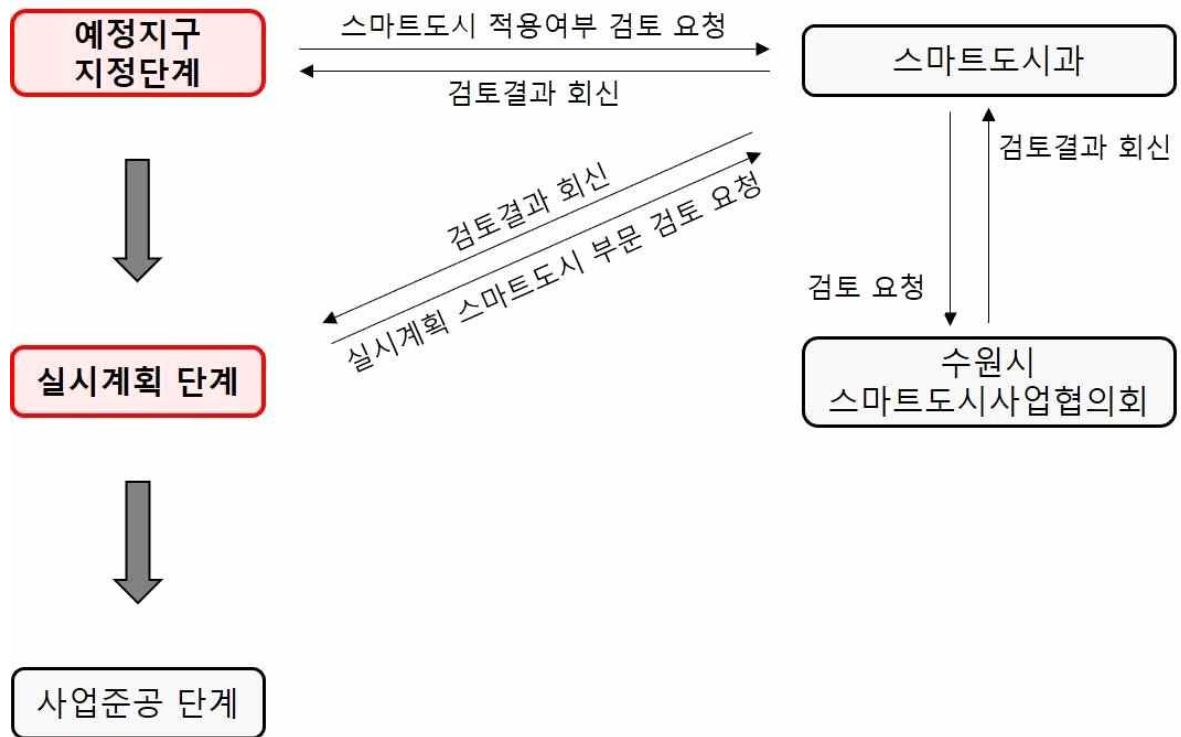 예정지구
지정단계
스마트도시 적용여부 검토 요청
검토결과 회신
스마트도시과
검토결과 회신
검토결과 회신
실시계획 스마트도시 부문 검토 요청
검토 요청
실시계획 단계
수원시
스마트도시사업협의회
사업준공 단계